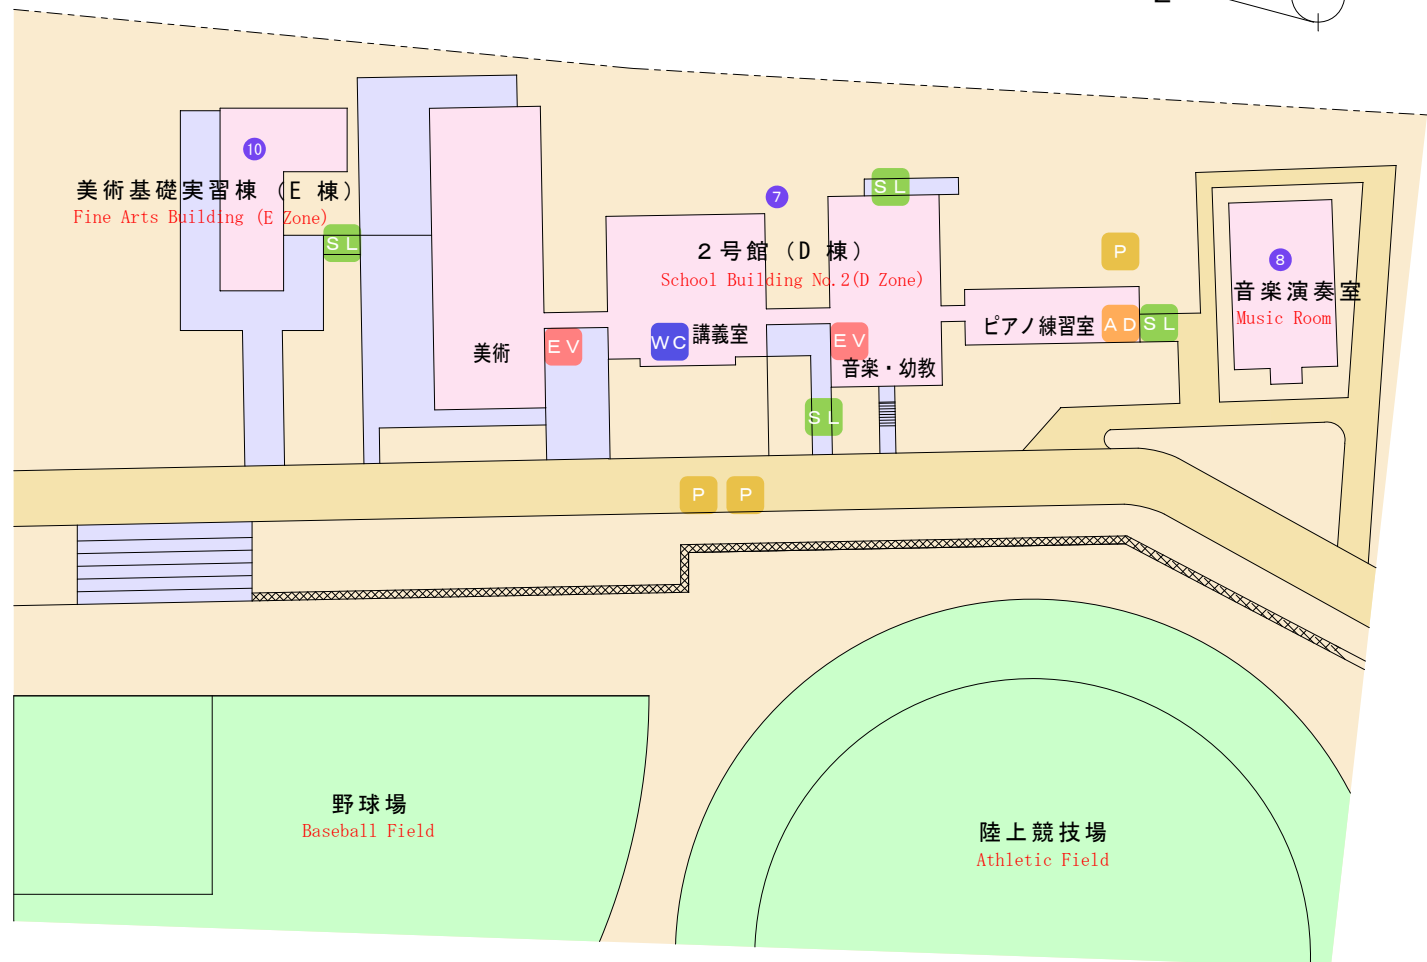 10
美術基礎実習棟（E 棟）
Fine Arts Building (E Zone)
SL
7
SL
２号館（D 棟）
School Building No.2(D Zone)
P
8
音楽演奏室
Music Room
美術
EV
WC
講義室
EV
音楽・幼教
ピアノ練習室
AD
SL
SL
P
P
野球場
Baseball Field
陸上競技場
Athletic Field